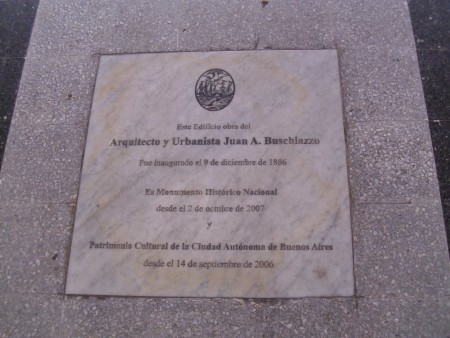 Este Edificio obra del
Arquitecto y Urbanista Juan A. Buschiazzo
Fue inaugurado el 9 de diciembre de 1886
Es Monumento Histórico Nacional
desde el 2 de octubre de 2007
y
Patrimonio Cultural de la Ciudad Autónoma de Buenos Aires
desde el 14 de septiembre de 2006